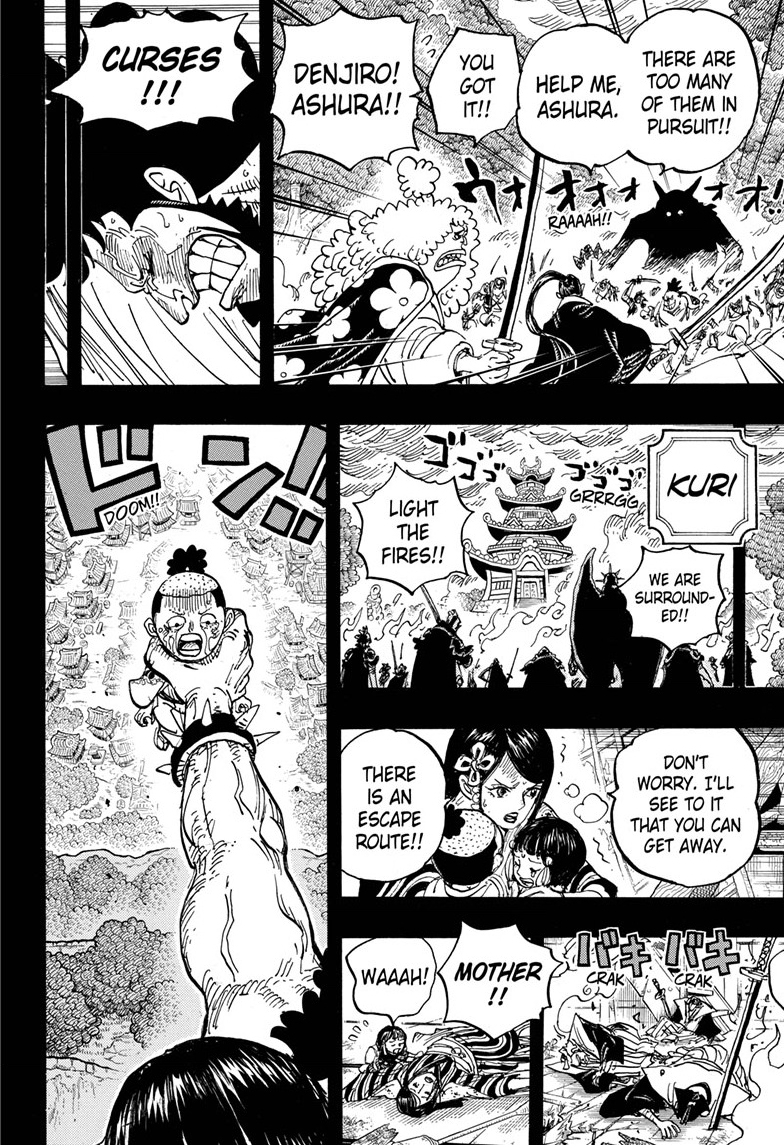 THERE ARE
TOO MANY
OF THEM IN
PURSUIT!!
HELP ME,
ASHURA.
YOU
GOT
IT!!
ウオオオオオオ!!
RAAAAH!!
DENJIRO!
ASHURA!!
CURSES
!!!
KURI
ゴゴゴ
ゴゴゴ
GRRRGG
LIGHT
THE
FIRES!!
WE ARE
SURROUND-
ED!!
DON'T
WORRY. I'LL
SEE TO IT
THAT YOU CAN
GET AWAY.
THERE
IS AN
ESCAPE
ROUTE!!
バキ バキ
CRAK
CRAK
MOTHER
!!
WAAAH!
ドーン!!
DOOM!!